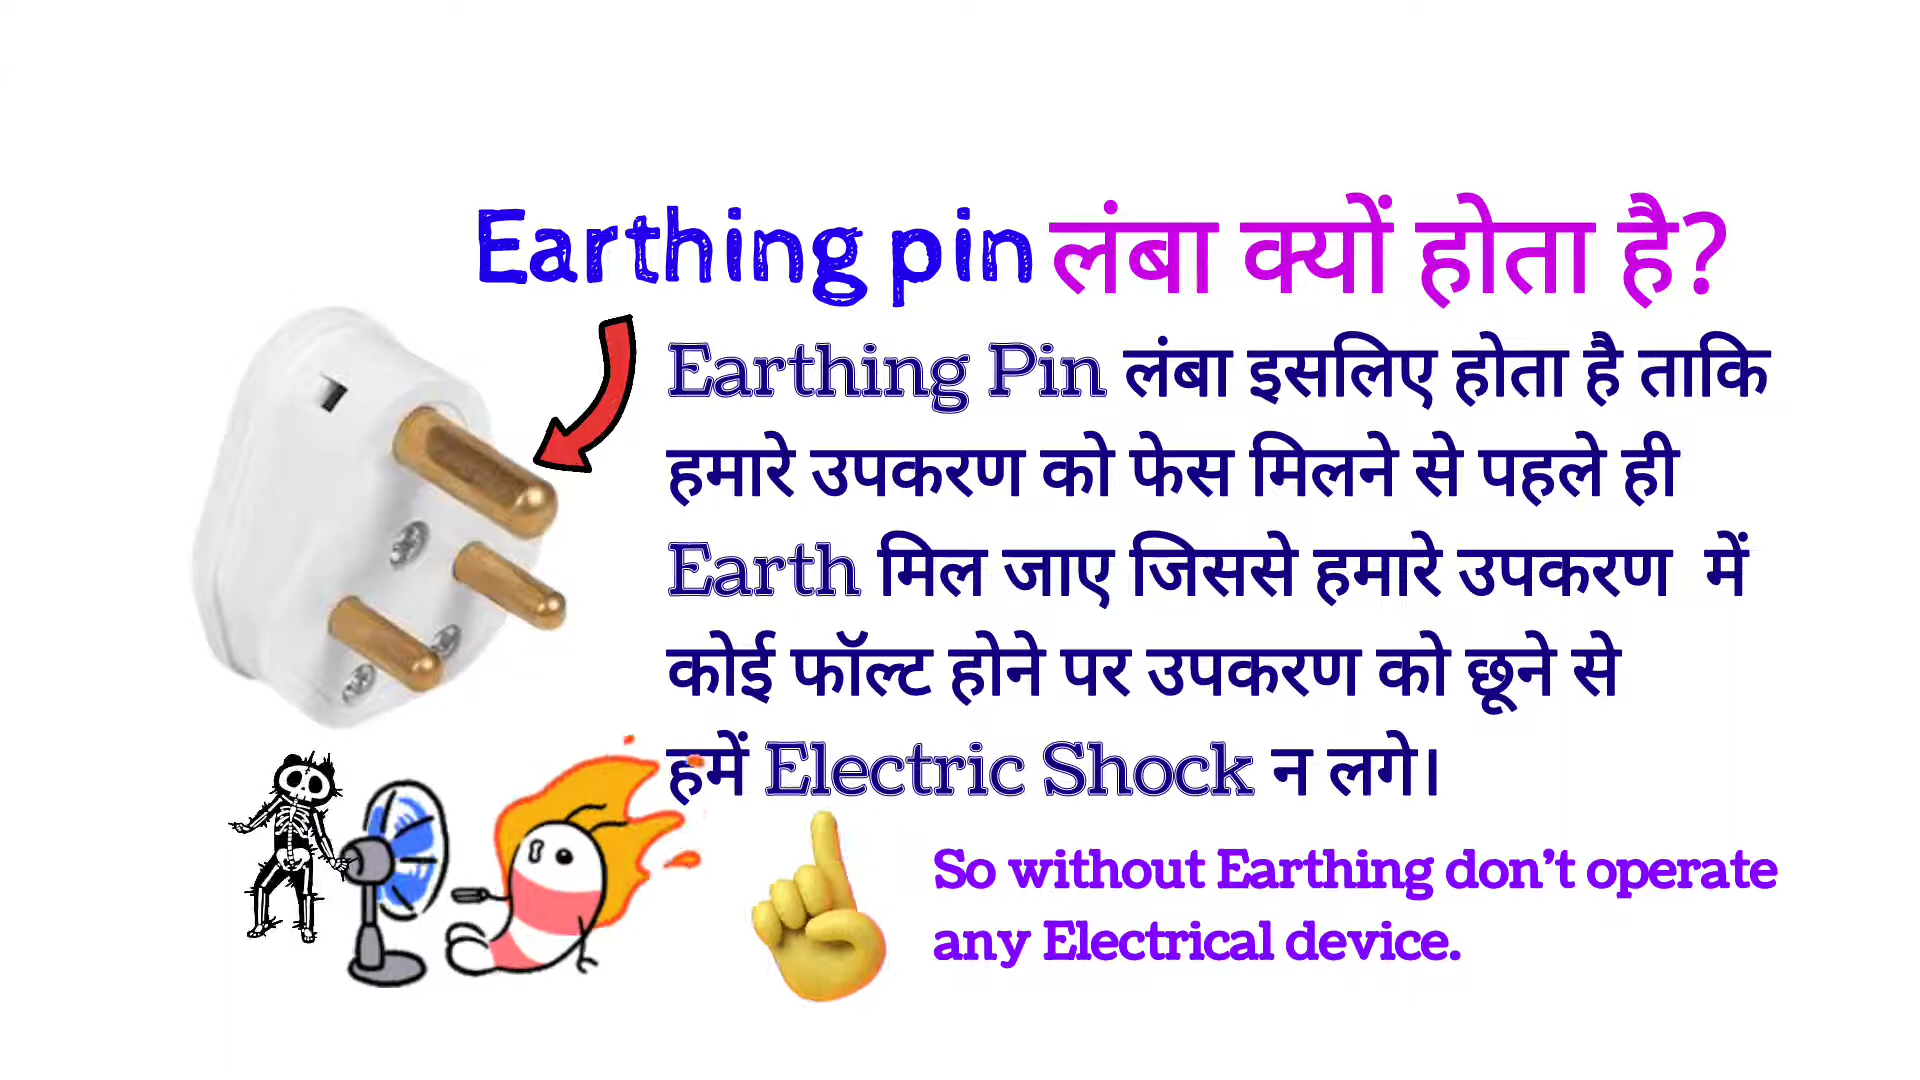 Earthing pin लंबा क्यों होता है?
Earthing Pin लंबा इसलिए होता है ताकि
हमारे उपकरण को फेस मिलने से पहले ही
Earth मिल जाए जिससे हमारे उपकरण में
कोई फॉल्ट होने पर उपकरण को छूने से
हमें Electric Shock न लगे।
So without Earthing don't operate
any Electrical device.